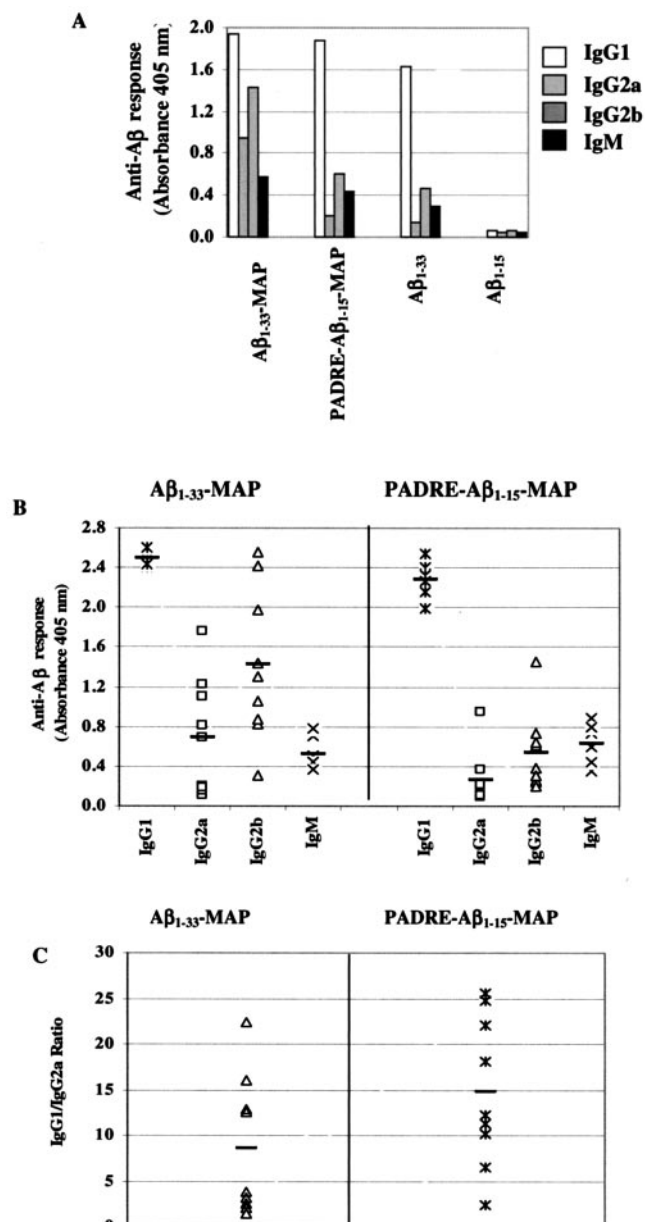 A
Anti-Aβ response
(Absorbance 405 nm)
2.0
1.6
1.2
0.8
0.4
0.0
IgG1
IgG2a
IgG2b
IgM
Aβ1-33-MAP
PADRE-Aβ1-15-MAP
Aβ1-33
Aβ1-15
B
Aβ1-33-MAP
PADRE-Aβ1-15-MAP
Anti-Aβ response
(Absorbance 405 nm)
2.8
2.4
2.0
1.6
1.2
0.8
0.4
0.0
IgG1
IgG2a
IgG2b
IgM
IgG1
IgG2a
IgG2b
IgM
C
Aβ1-33-MAP
PADRE-Aβ1-15-MAP
IgG1/IgG2a Ratio
30
25
20
15
10
5
0